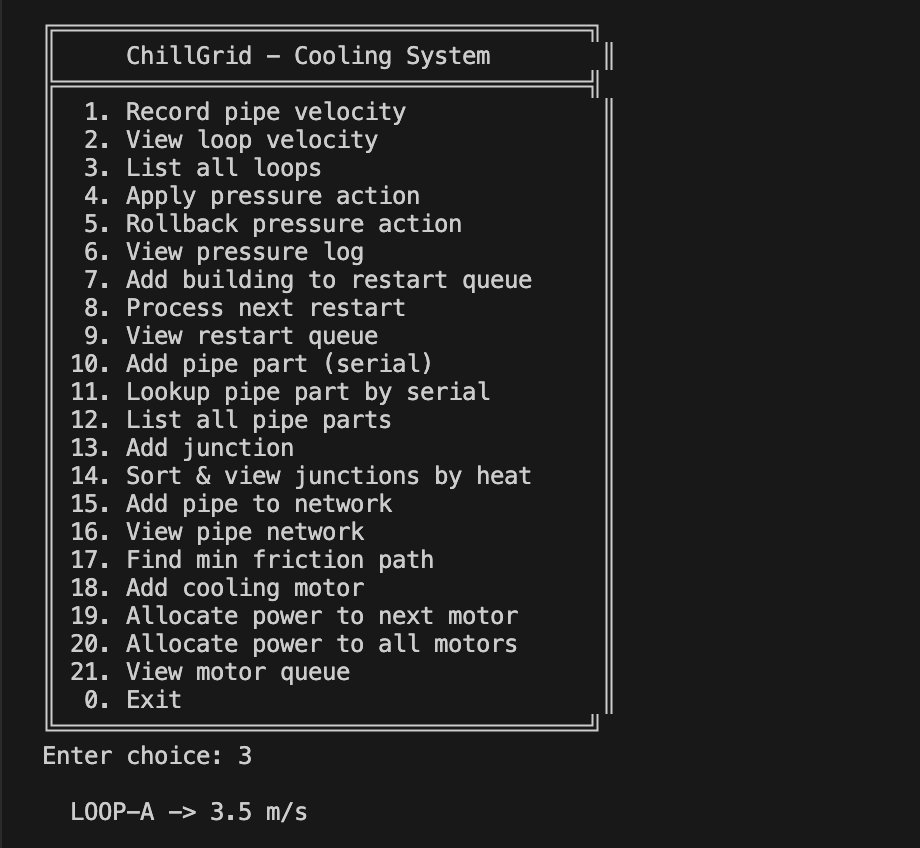 ChillGrid – Cooling System
1. Record pipe velocity
2. View loop velocity
3. List all loops
4. Apply pressure action
5. Rollback pressure action
6. View pressure log
7. Add building to restart queue
8. Process next restart
9. View restart queue
10. Add pipe part (serial)
11. Lookup pipe part by serial
12. List all pipe parts
13. Add junction
14. Sort & view junctions by heat
15. Add pipe to network
16. View pipe network
17. Find min friction path
18. Add cooling motor
19. Allocate power to next motor
20. Allocate power to all motors
21. View motor queue
0. Exit
Enter choice: 3
LOOP-A -> 3.5 m/s